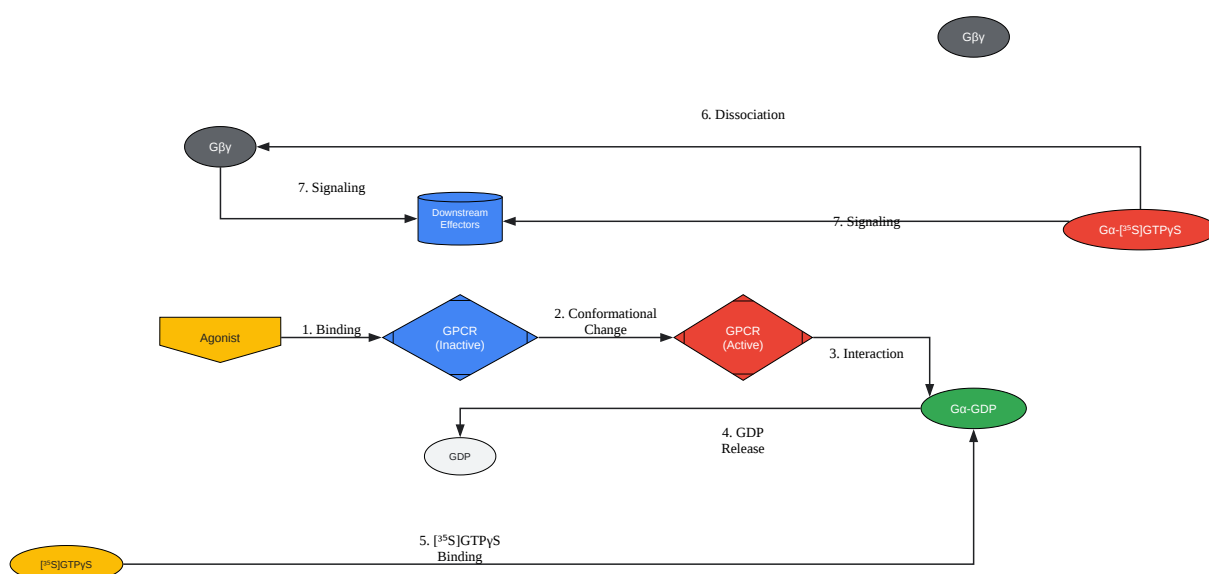 Gβγ
6. Dissociation
Gβγ
7. Signaling
Downstream
Effectors
7. Signaling
Gα-[³⁵S]GTPγS
Agonist
1. Binding
GPCR
(Inactive)
2. Conformational
Change
GPCR
(Active)
3. Interaction
Gα-GDP
4. GDP
Release
GDP
5. [³⁵S]GTPγS
Binding
[³⁵S]GTPγS